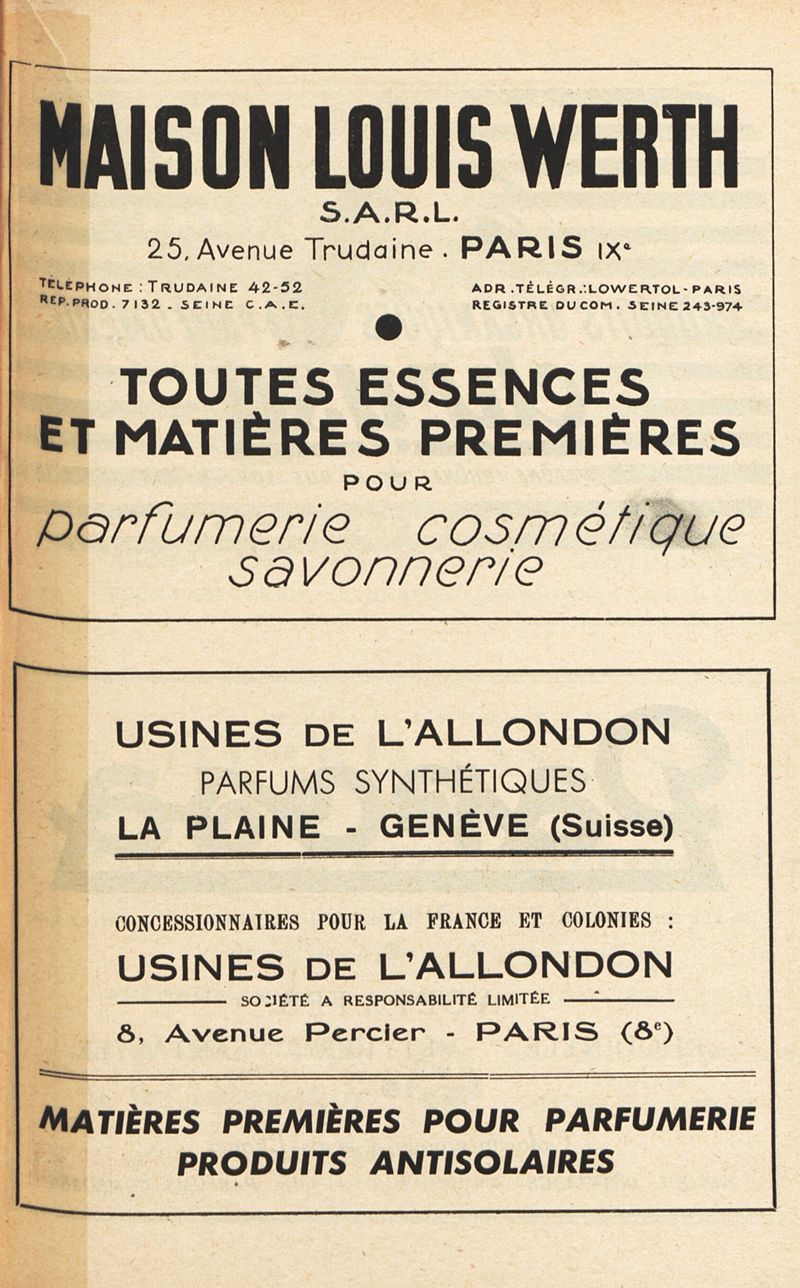 MAISON LOUIS WERTH
S.A.R.L.
25, Avenue Trudaine . PARIS IXe
TÉLÉPHONE : TRUDAINE 42-52
REP. PROD. 7132 . SEINE C.A.E.
ADR. TÉLÉGR.: LOWERTOL - PARIS
REGISTRE DU COM. SEINE 243-974
TOUTES ESSENCES
ET MATIÈRES PREMIÈRES
POUR
parfumerie cosmétique
savonnerie
USINES DE L'ALLONDON
PARFUMS SYNTHÉTIQUES
LA PLAINE - GENÈVE (Suisse)
CONCESSIONNAIRES POUR LA FRANCE ET COLONIES :
USINES DE L'ALLONDON
SOCIÉTÉ A RESPONSABILITÉ LIMITÉE
8, Avenue Percier - PARIS (8e)
MATIÈRES PREMIÈRES POUR PARFUMERIE
PRODUITS ANTISOLAIRES